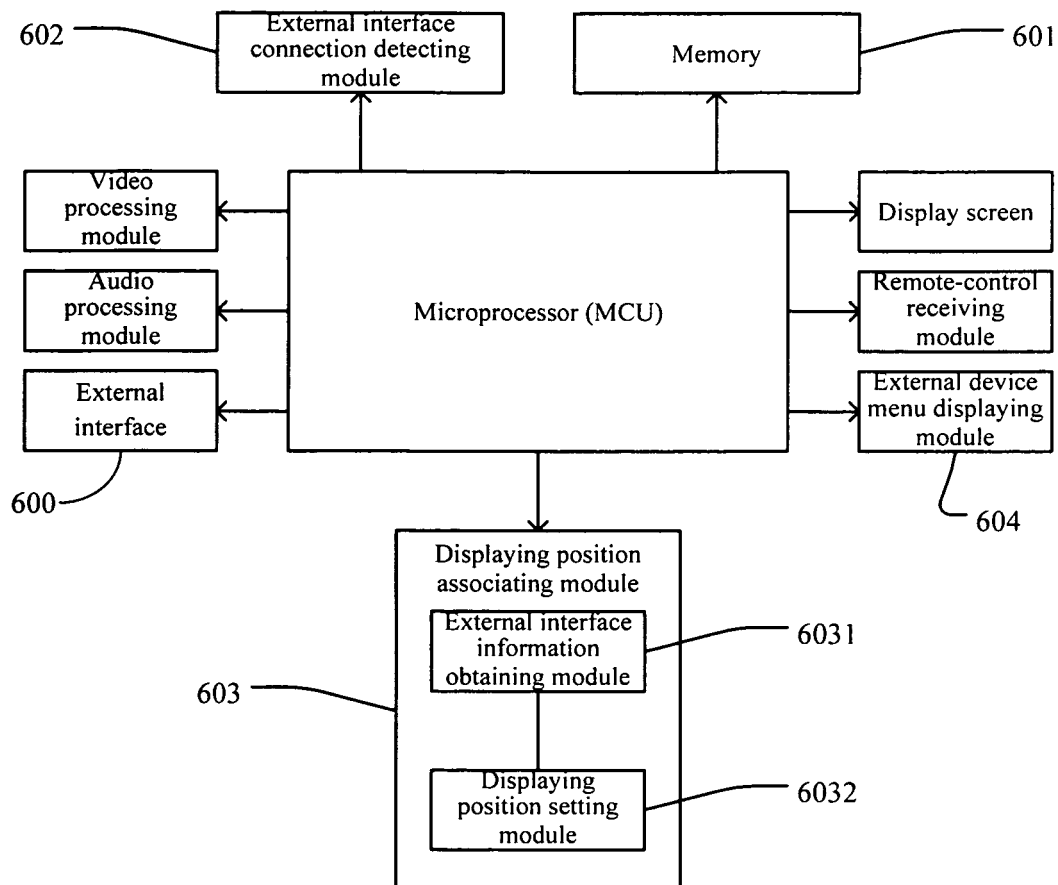 602
External interface
connection detecting
module
Memory
601
Video
processing
module
Display screen
Audio
processing
module
Microprocessor (MCU)
Remote-control
receiving
module
External
interface
External device
menu displaying
module
600
604
Displaying position
associating module
External interface
information
obtaining module
6031
603
Displaying
position setting
module
6032